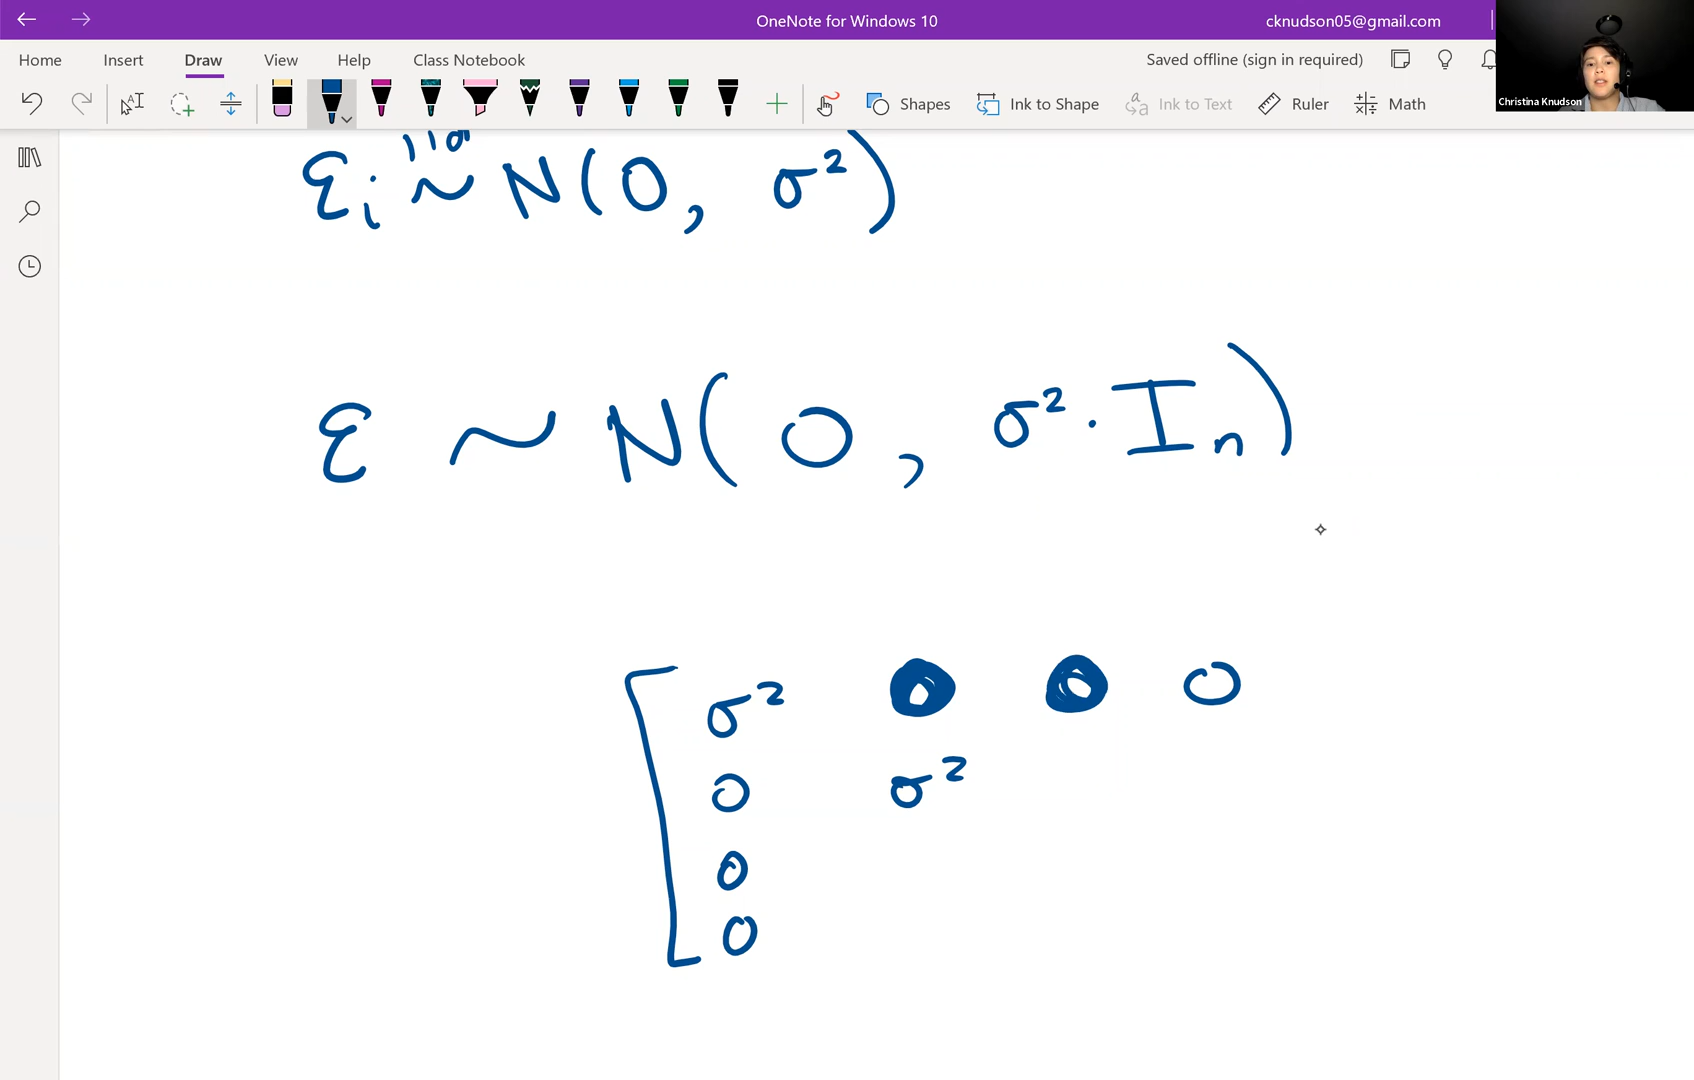 OneNote for Windows 10
cknudson05@gmail.com
Home Insert Draw View Help Class Notebook
Saved offline (sign in required)
Shapes Ink to Shape Ink to Text Ruler Math
Christina Knudson
iid
εᵢ ~ N(0, σ²)
ε ~ N(0, σ² · Iₙ)
[σ² 0 0 0
0 σ²
0
0